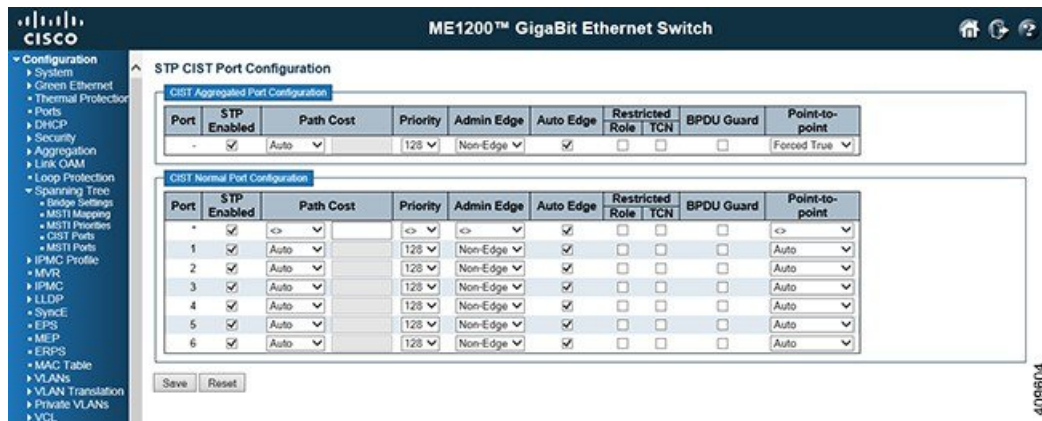 CISCO
ME1200™ GigaBit Ethernet Switch
Configuration
System
Green Ethernet
Thermal Protection
Ports
DHCP
Security
Aggregation
Link OAM
Loop Protection
Spanning Tree
Bridge Settings
MSTI Mapping
MSTI Priorities
CIST Ports
MSTI Ports
IPMC Profile
MVR
IPMC
LLDP
SyncE
EPS
MEP
ERPS
MAC Table
VLANs
VLAN Translation
Private VLANs
VCL
STP CIST Port Configuration
CIST Aggregated Port Configuration
Port STP Enabled Path Cost Priority Admin Edge Auto Edge Restricted Role TCN BPDU Guard Point-to-point
- Auto 128 Non-Edge Forced True
CIST Normal Port Configuration
Port STP Enabled Path Cost Priority Admin Edge Auto Edge Restricted Role TCN BPDU Guard Point-to-point
* <> <> <> <>
1 Auto 128 Non-Edge Auto
2 Auto 128 Non-Edge Auto
3 Auto 128 Non-Edge Auto
4 Auto 128 Non-Edge Auto
5 Auto 128 Non-Edge Auto
6 Auto 128 Non-Edge Auto
Save Reset
409604